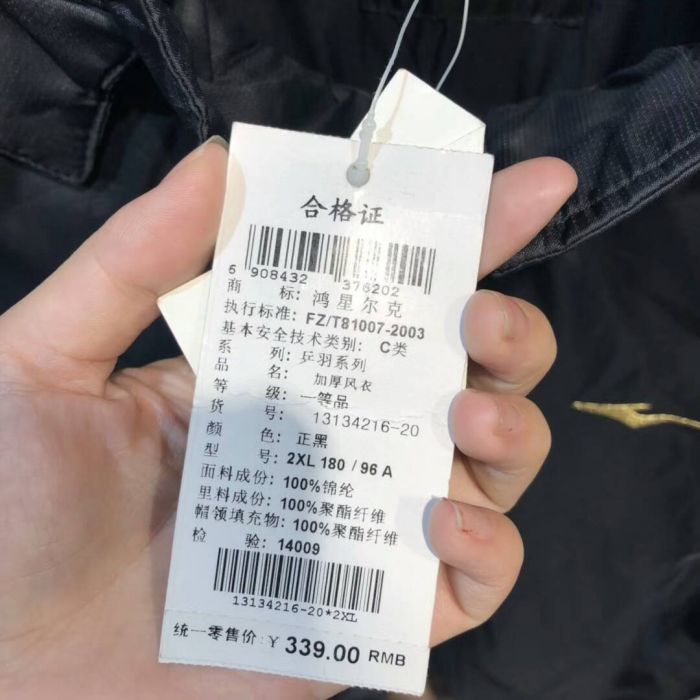 合格证
6 908432 376202
商 标: 鸿星尔克
执行标准: FZ/T81007-2003
基本安全技术类别: C类
系 列: 乒羽系列
品 名: 加厚风衣
等 级: 一等品
货 号: 13134216-20
颜 色: 正黑
型 号: 2XL 180 / 96 A
面料成份: 100%锦纶
里料成份: 100%聚酯纤维
帽领填充物: 100%聚酯纤维
检 验: 14009
13134216-20*2XL
统一零售价: ¥ 339.00 RMB